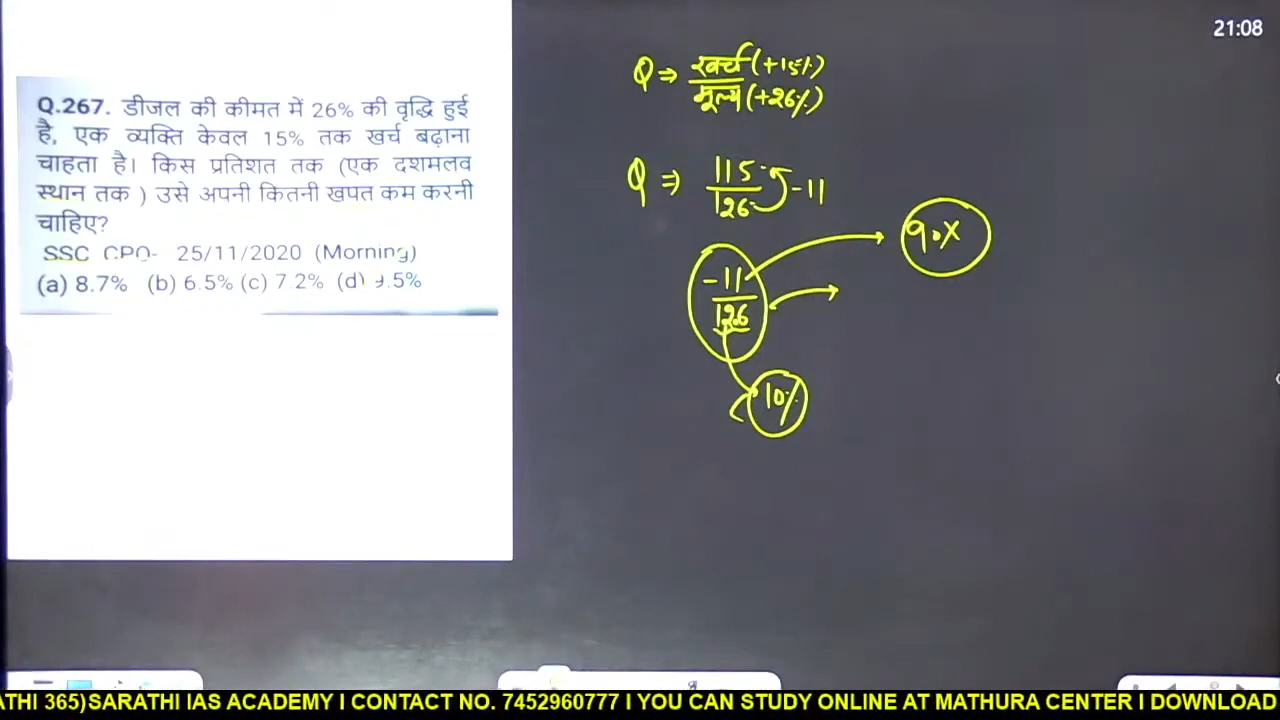 21:08
Q.267. डीजल की कीमत में 26% की वृद्धि हुई
है, एक व्यक्ति केवल 15% तक खर्च बढ़ाना
चाहता है। किस प्रतिशत तक (एक दशमलव
स्थान तक ) उसे अपनी कितनी खपत कम करनी
चाहिए?
SSC CPO- 25/11/2020 (Morning)
(a) 8.7% (b) 6.5% (c) 7.2% (d) 9.5%
Q ⇒ खर्च (+15%)
मूल्य (+26%)
Q ⇒ 115
126
-11
-11
126
9.X
10%
ATHI 365)SARATHI IAS ACADEMY I CONTACT NO. 7452960777 I YOU CAN STUDY ONLINE AT MATHURA CENTER I DOWNLOAD